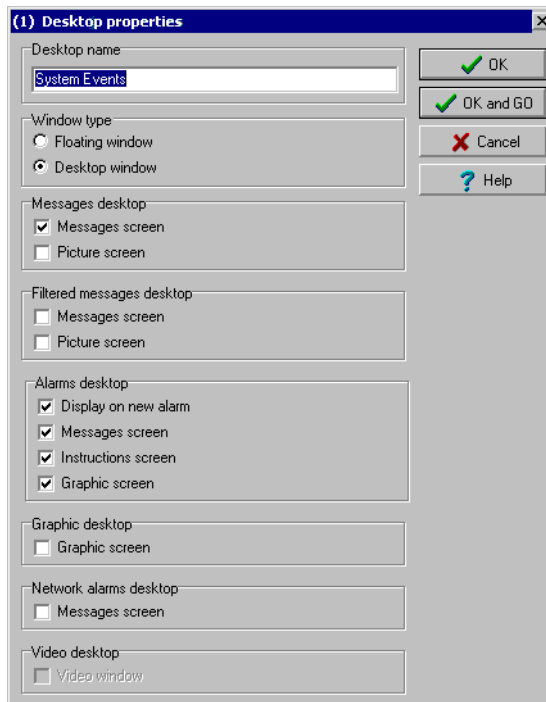 (1) Desktop properties
Desktop name
System Events
OK
OK and GO
Cancel
Help
Window type
Floating window
Desktop window
Messages desktop
Messages screen
Picture screen
Filtered messages desktop
Messages screen
Picture screen
Alarms desktop
Display on new alarm
Messages screen
Instructions screen
Graphic screen
Graphic desktop
Graphic screen
Network alarms desktop
Messages screen
Video desktop
Video window